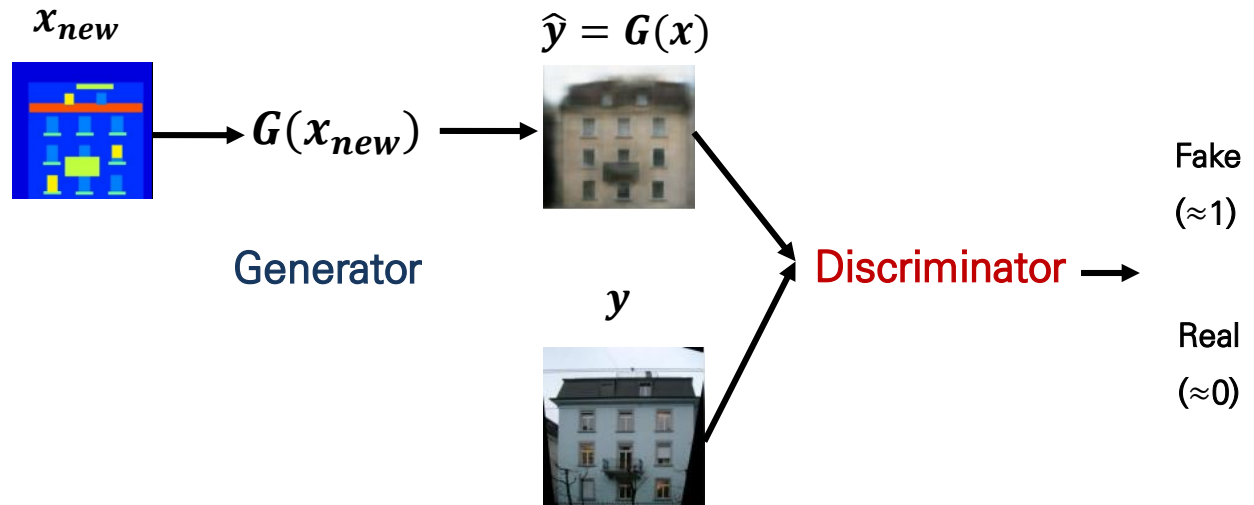 x_new
ŷ = G(x)
G(x_new)
Generator
y
Discriminator
Fake
(≈1)
Real
(≈0)